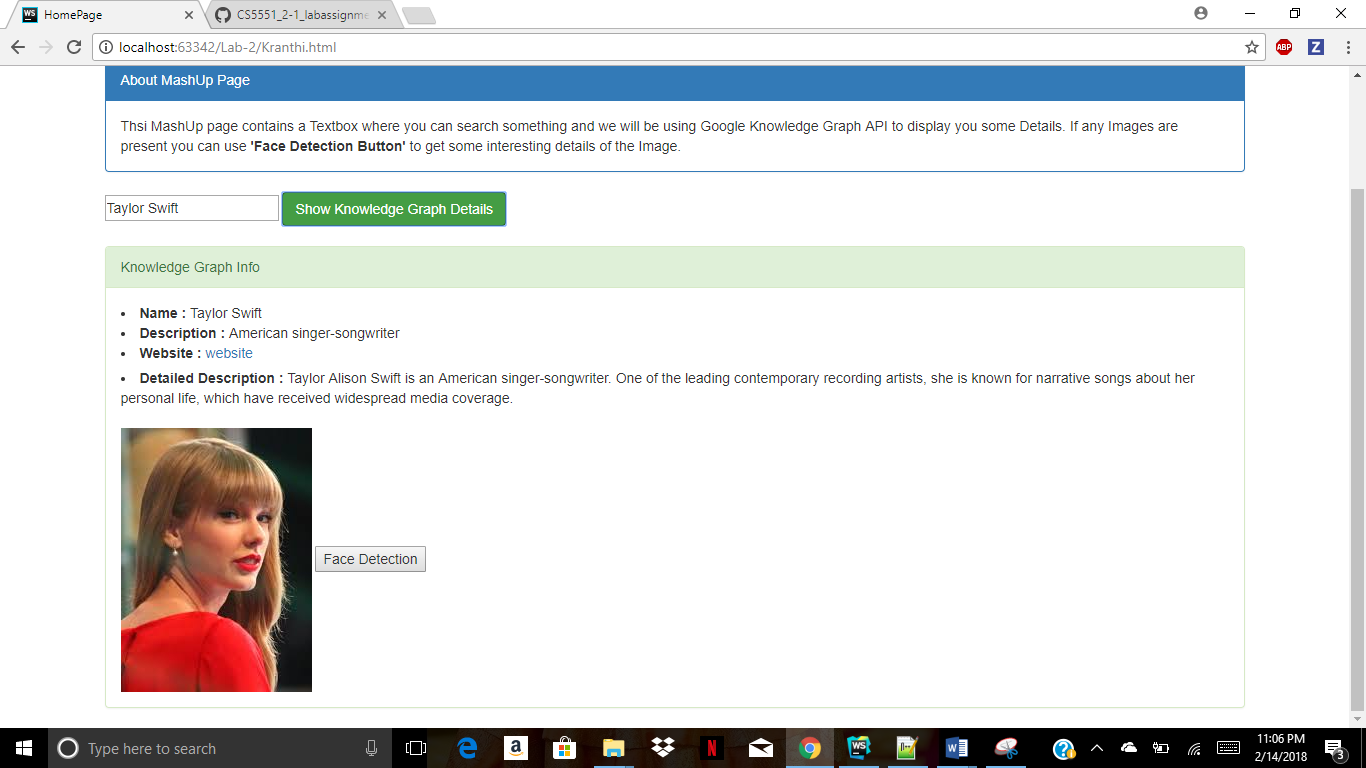 HomePage
CS5551_2-1_labassignme
localhost:63342/Lab-2/Kranthi.html
ABP
Z
About MashUp Page
Thsi MashUp page contains a Textbox where you can search something and we will be using Google Knowledge Graph API to display you some Details. If any Images are
present you can use 'Face Detection Button' to get some interesting details of the Image.
Taylor Swift
Show Knowledge Graph Details
Knowledge Graph Info
• Name : Taylor Swift
• Description : American singer-songwriter
• Website : website
• Detailed Description : Taylor Alison Swift is an American singer-songwriter. One of the leading contemporary recording artists, she is known for narrative songs about her
personal life, which have received widespread media coverage.
Face Detection
Type here to search
11:06 PM
2/14/2018
3